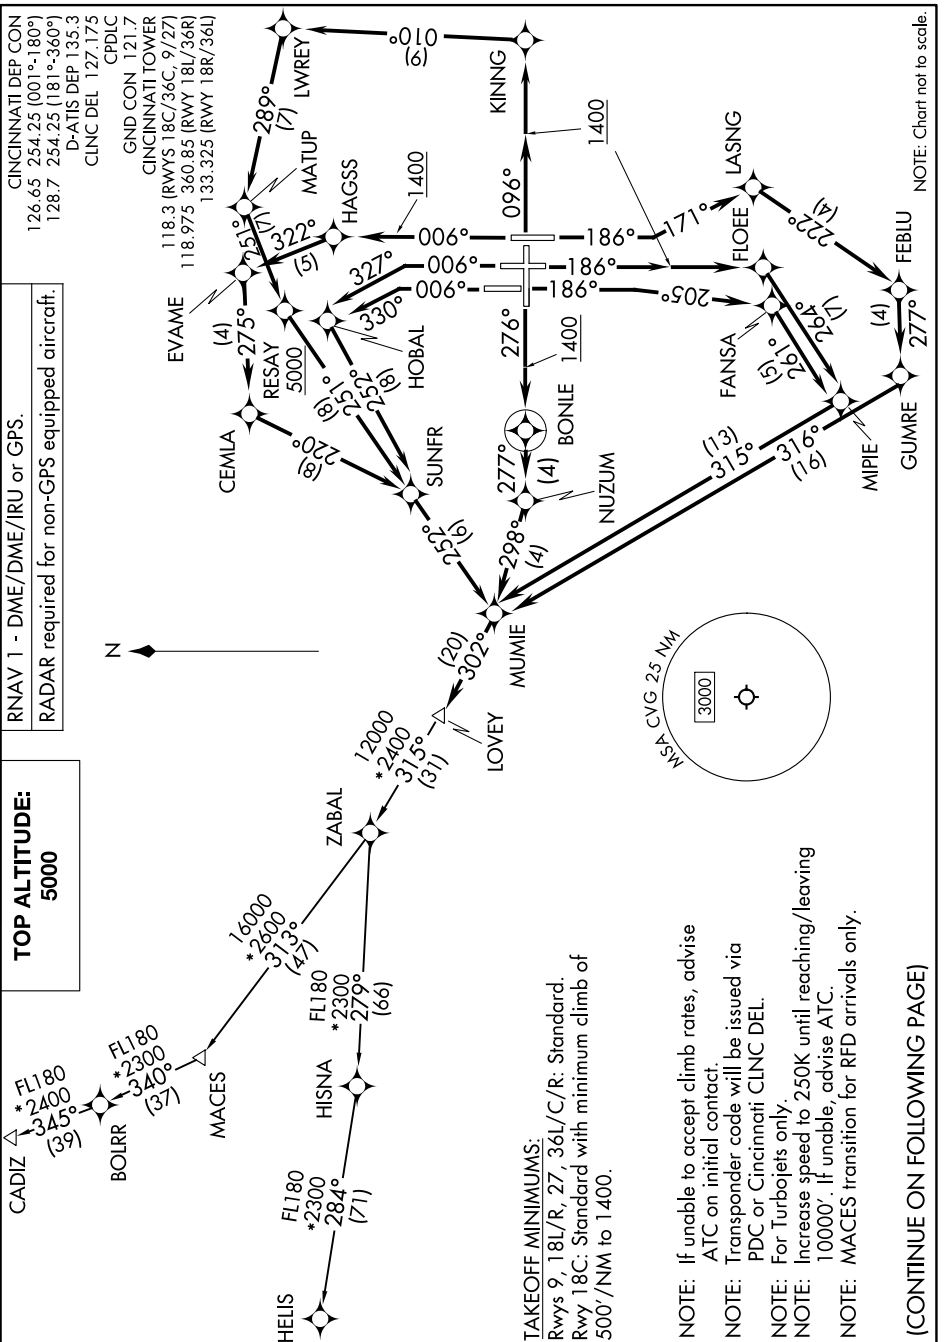 TOP ALTITUDE:
5000
RNAV 1 - DME/DME/IRU or GPS.
RADAR required for non-GPS equipped aircraft.
CINCINNATI DEP CON
126.65 254.25 (001°-180°)
128.7 254.25 (181°-360°)
D-ATIS DEP 135.3
CLNC DEL 127.175
CPDLC
GND CON 121.7
CINCINNATI TOWER
118.3 (RWYS 18C/36C, 9/27)
118.975 360.85 (RWY 18L/36R)
133.325 (RWY 18R/36L)
CADIZ
FL180
*2400
345°
(39)
BOLRR
FL180
*2300
340°
(37)
MACES
16000
*2600
313°
(47)
ZABAL
12000
*2400
315°
(31)
LOVEY
(20)
302°
MUMIE
HELIS
FL180
*2300
284°
(71)
HISNA
FL180
*2300
279°
(66)
N
CEMLA
220°
(8)
(4)
275°
EVAME
RESAY
5000
251°
(7)
322°
(5)
HAGSS
MATUP
289°
(7)
LWREY
010°
(9)
KINNG
251°
(8)
252°
(8)
HOBAL
330°
327°
SUNFR
252°
(9)
006°
006°
006°
1400
096°
1400
276°
1400
BONLE
277°
(4)
NUZUM
298°
(4)
186°
186°
186°
171°
205°
LASNG
FLOEE
FANSA
222°
(4)
FEBLU
(4)
277°
GUMRE
264°
(7)
261°
(5)
MIPIE
(13)
315°
316°
(16)
MSA CVG 25 NM
3000
NOTE: Chart not to scale.
TAKEOFF MINIMUMS:
Rwys 9, 18L/R, 27, 36L/C/R: Standard.
Rwy 18C: Standard with minimum climb of
500'/NM to 1400.
NOTE: If unable to accept climb rates, advise
ATC on initial contact.
NOTE: Transponder code will be issued via
PDC or Cincinnati CLNC DEL.
NOTE: For Turbojets only.
NOTE: Increase speed to 250K until reaching/leaving
10000'. If unable, advise ATC.
NOTE: MACES transition for RFD arrivals only.
(CONTINUE ON FOLLOWING PAGE)